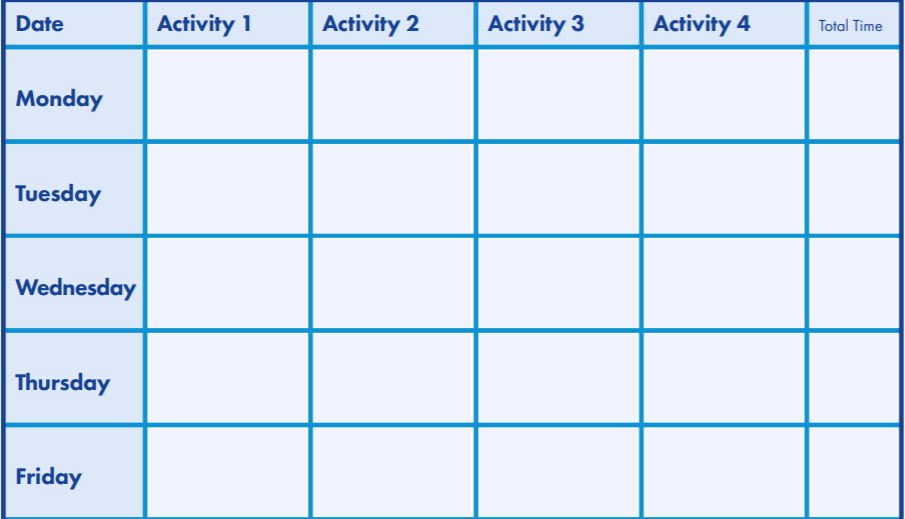 Date Activity 1 Activity 2 Activity 3 Activity 4 Total Time
Monday
Tuesday
Wednesday
Thursday
Friday